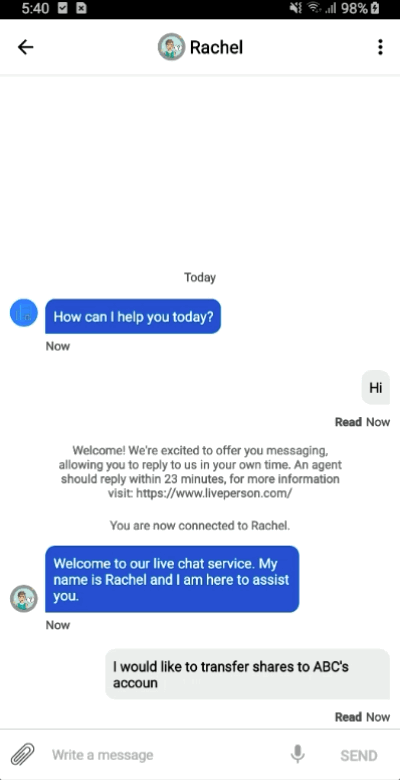 5:40
98%
Rachel
Today
How can I help you today?
Now
Hi
Read Now
Welcome! We're excited to offer you messaging,
allowing you to reply to us in your own time. An agent
should reply within 23 minutes, for more information
visit: https://www.liveperson.com/
You are now connected to Rachel.
Welcome to our live chat service. My
name is Rachel and I am here to assist
you.
Now
I would like to transfer shares to ABC's
accoun
Read Now
Write a message
SEND